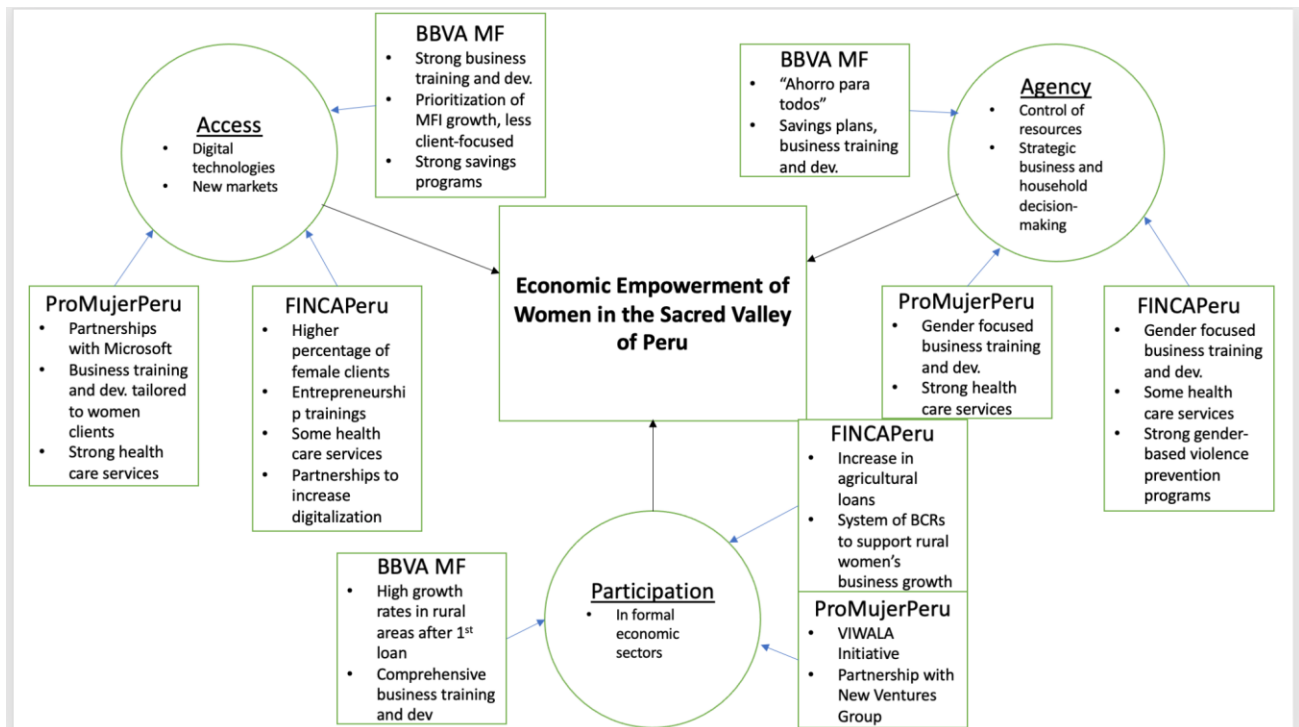 BBVA MF
• Strong business
training and dev.
• Prioritization of
MFI growth, less
client-focused
• Strong savings
programs
Access
• Digital
technologies
• New markets
ProMujerPeru
• Partnerships
with Microsoft
• Business training
and dev. tailored
to women
clients
• Strong health
care services
FINCAPeru
• Higher
percentage of
female clients
• Entrepreneurshi
p trainings
• Some health
care services
• Partnerships to
increase
digitalization
BBVA MF
• "Ahorro para
todos"
• Savings plans,
business training
and dev.
Agency
• Control of
resources
• Strategic
business and
household
decision-
making
ProMujerPeru
• Gender focused
business training
and dev.
• Strong health
care services
FINCAPeru
• Gender focused
business training
and dev.
• Some health
care services
• Strong gender-
based violence
prevention
programs
Economic Empowerment of
Women in the Sacred Valley
of Peru
BBVA MF
• High growth
rates in rural
areas after 1st
loan
• Comprehensive
business training
and dev
Participation
• In formal
economic
sectors
FINCAPeru
• Increase in
agricultural
loans
• System of BCRs
to support rural
women's
business growth
ProMujerPeru
• VIWALA
Initiative
• Partnership with
New Ventures
Group